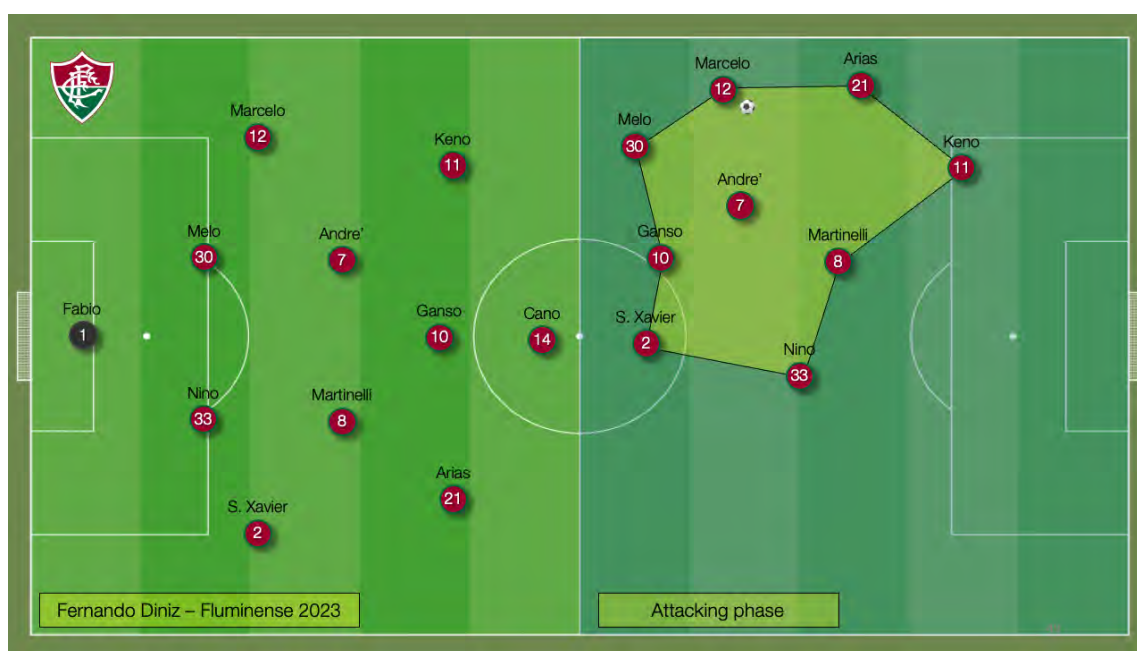 Marcelo
12
Keno
11
Melo
30
Andre'
7
Fabio
1
Ganso
10
Cano
14
Nino
33
Martinelli
8
Arias
21
S. Xavier
2
Fernando Diniz – Fluminense 2023
Marcelo
12
Arias
21
Melo
30
Keno
11
Andre'
7
Ganso
10
Martinelli
8
S. Xavier
2
Nino
33
Attacking phase